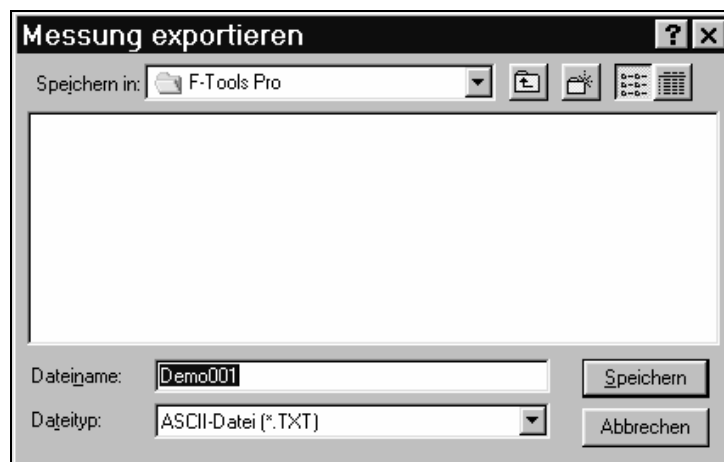 Messung exportieren
Speichern in: F-Tools Pro
Dateiname: Demo001
Speichern
Dateityp: ASCII-Datei (*.TXT)
Abbrechen